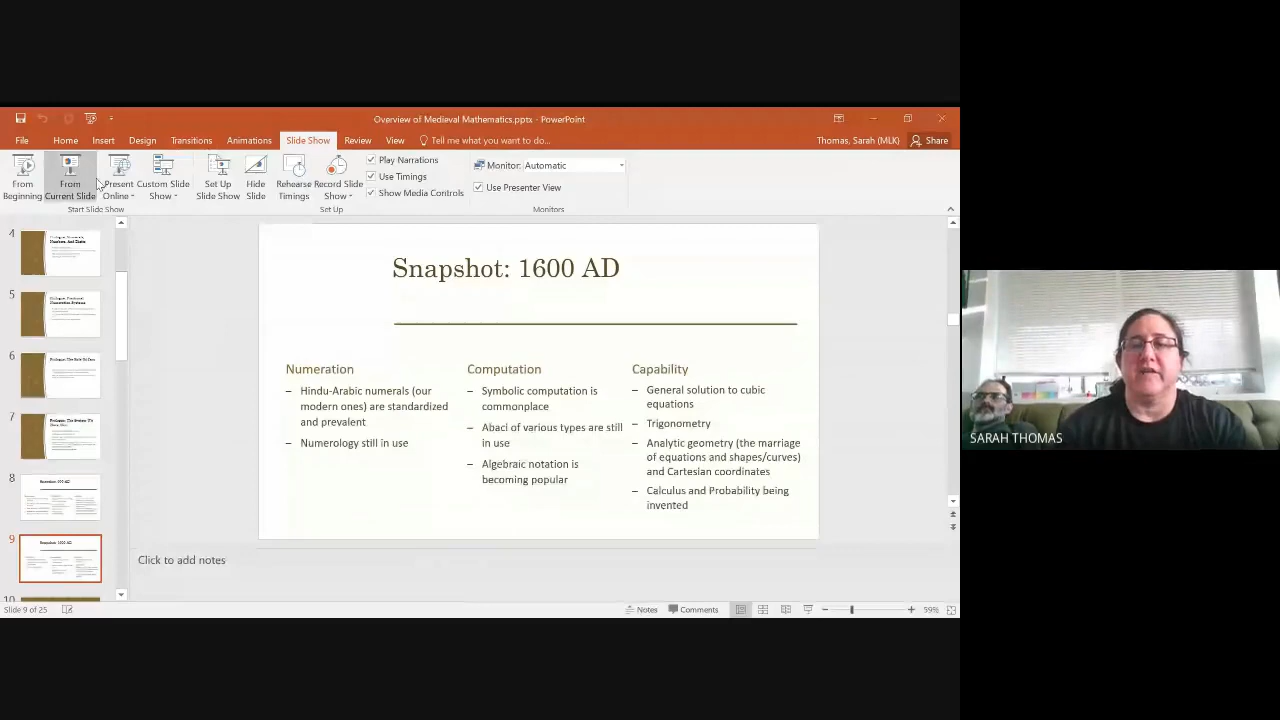 Overview of Medieval Mathematics.pptx - PowerPoint
File Home Insert Design Transitions Animations Slide Show Review View Tell me what you want to do... Thomas, Sarah (MLK) Share
From Beginning
From Current Slide
Present Online
Custom Slide Show
Set Up Slide Show
Hide Slide
Rehearse Timings
Record Slide Show
Play Narrations
Use Timings
Show Media Controls
Monitor: Automatic
Use Presenter View
Start Slide Show Set Up Monitors
4
5
6
7
8
9
10
Snapshot: 1600 AD
Numeration
– Hindu-Arabic numerals (our
modern ones) are standardized
and prevalent
– Numerology still in use
Computation
– Symbolic computation is
commonplace
– Abaci of various types are still
in use
– Algebraic notation is
becoming popular
Capability
– General solution to cubic
equations
– Trigonometry
– Analytic geometry (the marriage
of equations and shapes/curves)
and Cartesian coordinates
– Calculus and Probability being
invented
Click to add notes
Slide 9 of 25 Notes Comments 59%
SARAH THOMAS